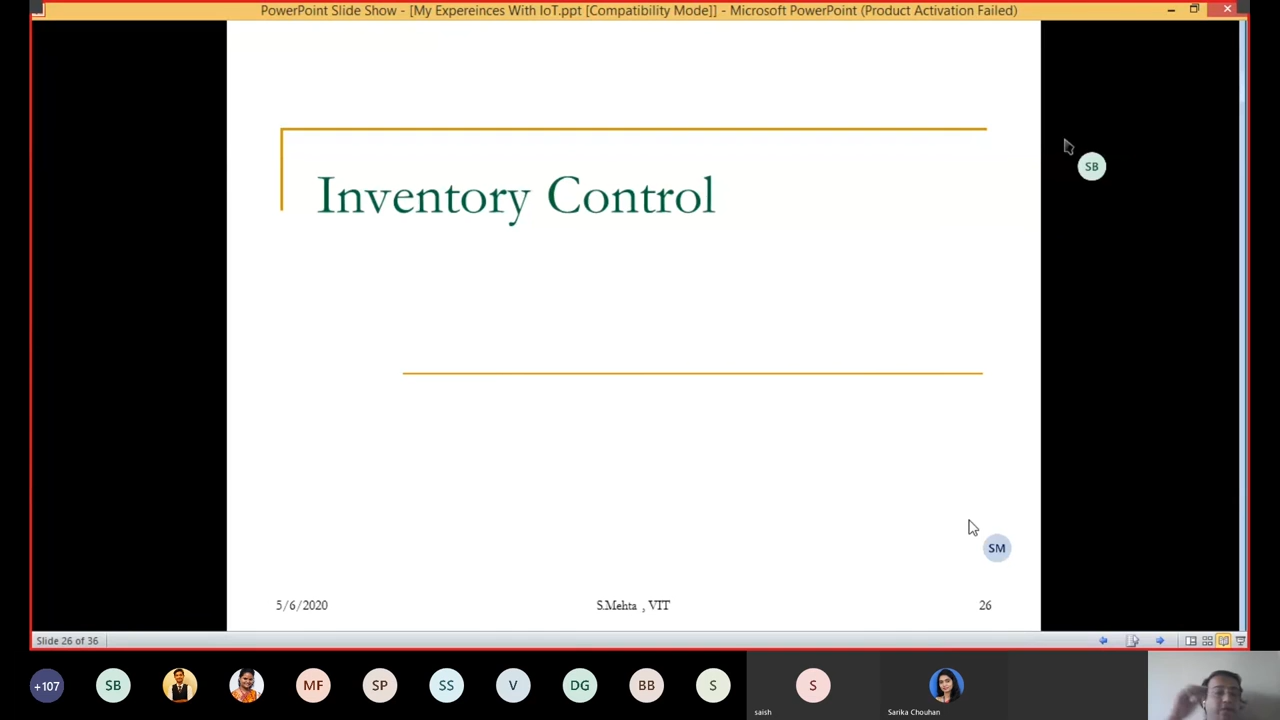 PowerPoint Slide Show - [My Expereinces With IoT.ppt [Compatibility Mode]] - Microsoft PowerPoint (Product Activation Failed)
SB
Inventory Control
SM
5/6/2020
S.Mehta , VIT
26
Slide 26 of 36
+107
SB
MF
SP
SS
V
DG
BB
S
S
saish
Sarika Chouhan